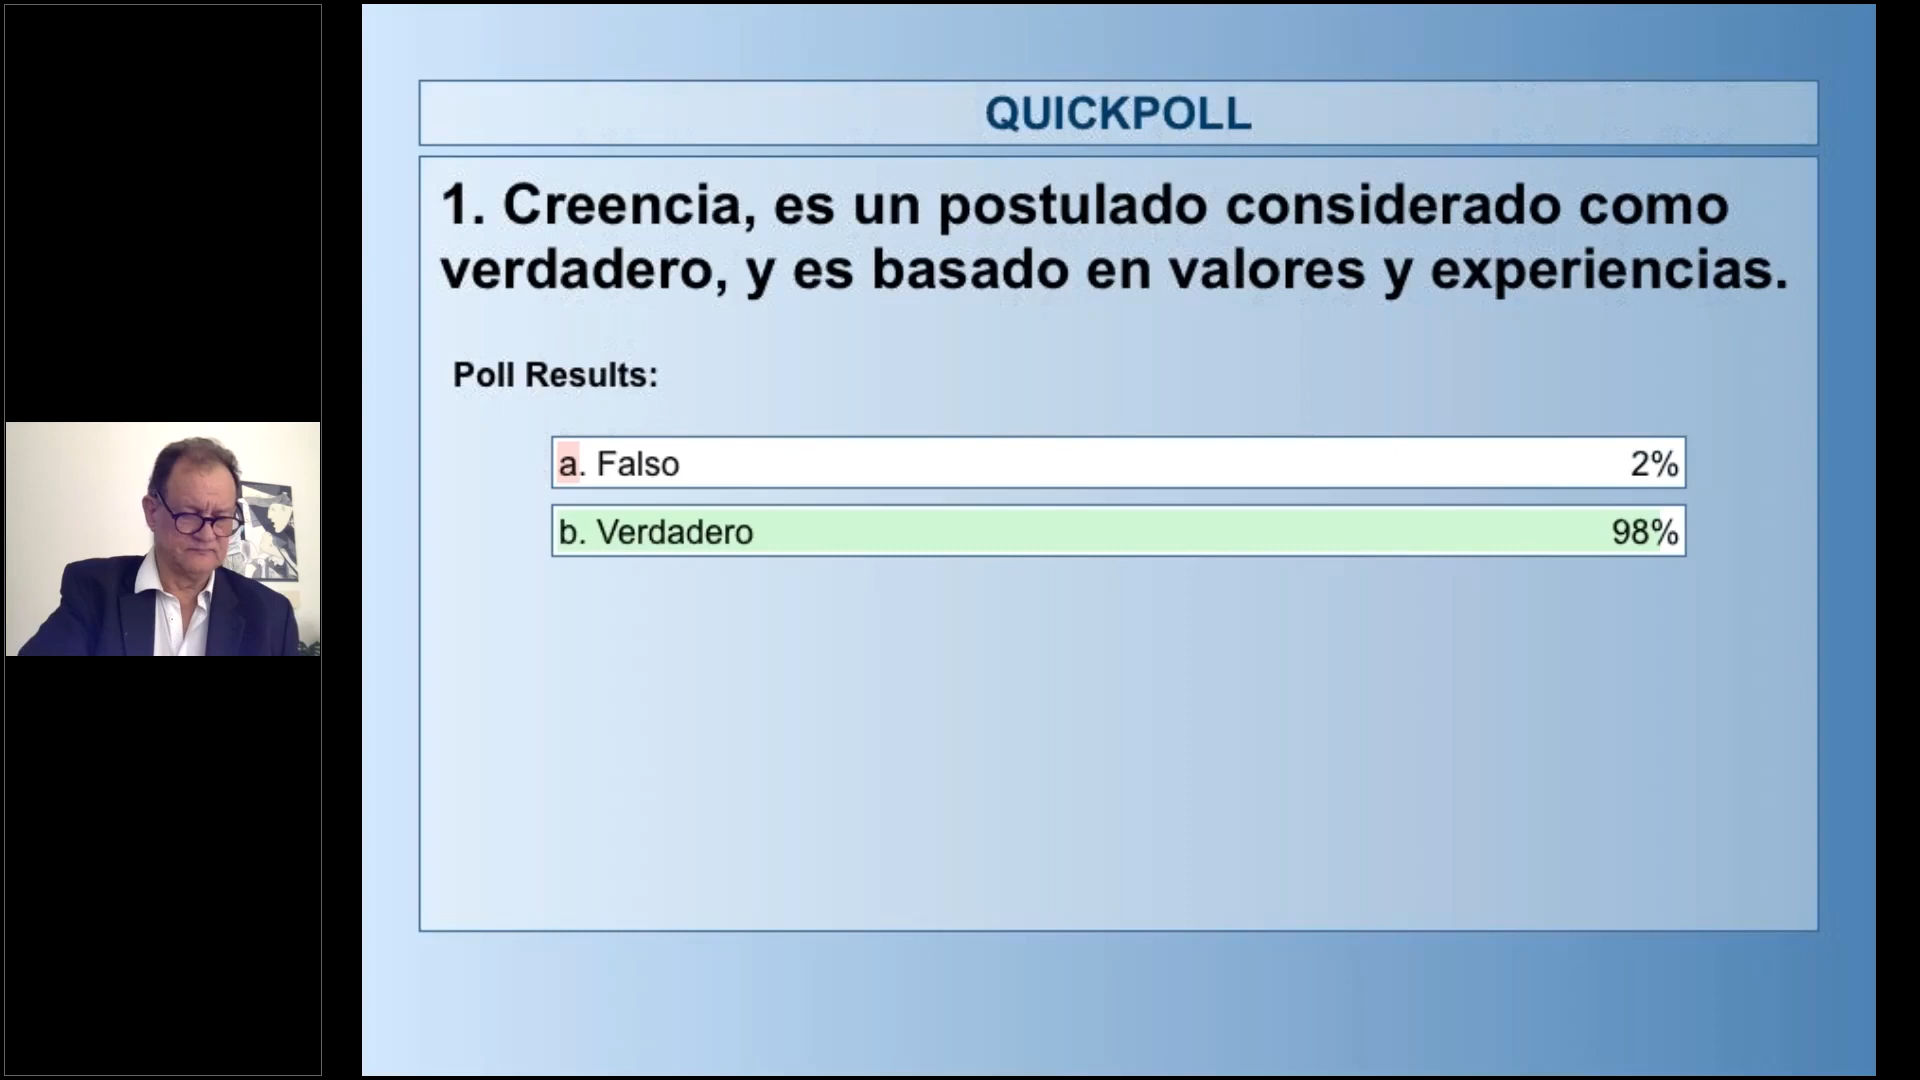 QUICKPOLL
1. Creencia, es un postulado considerado como
verdadero, y es basado en valores y experiencias.
Poll Results:
a. Falso 2%
b. Verdadero 98%